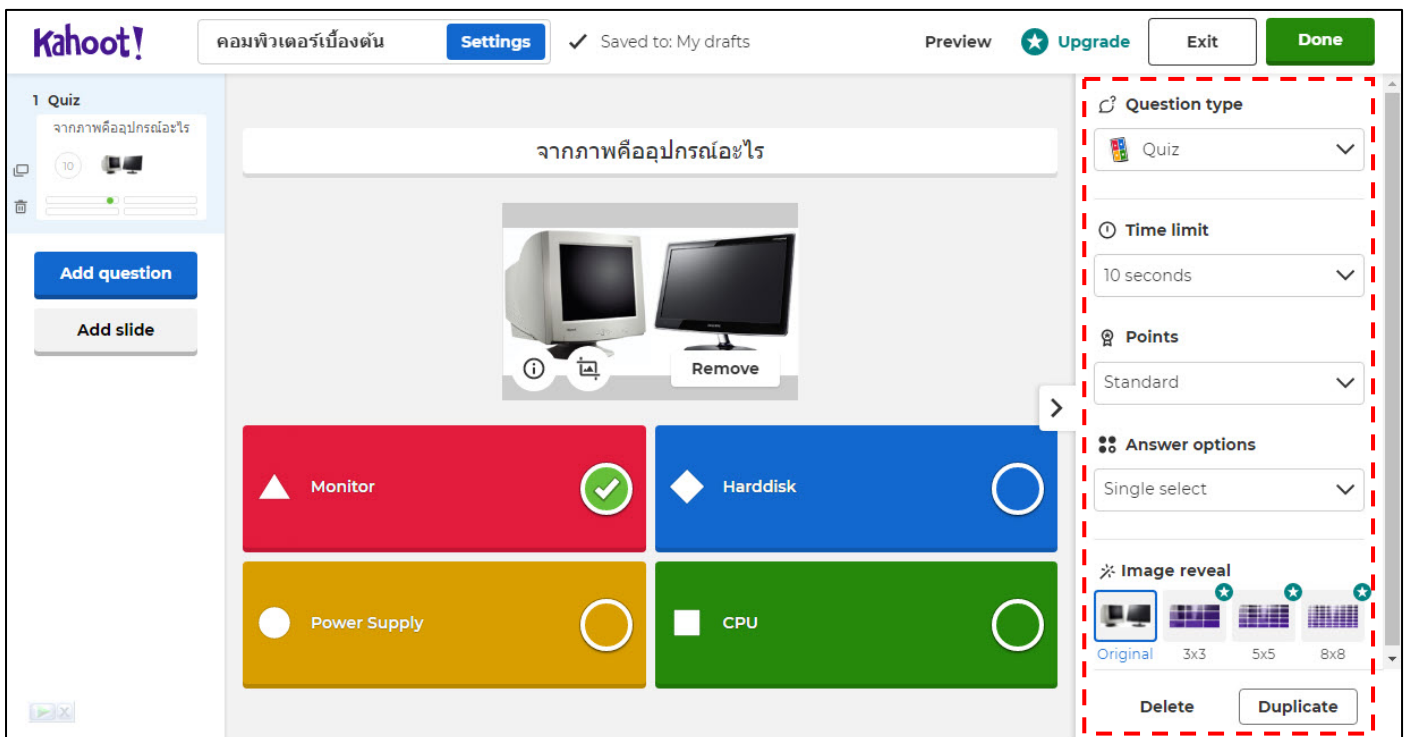 Kahoot!
คอมพิวเตอร์เบื้องต้น
Settings
Saved to: My drafts
Preview
Upgrade
Exit
Done
1 Quiz
จากภาพคืออุปกรณ์อะไร
10
Add question
Add slide
จากภาพคืออุปกรณ์อะไร
Remove
Monitor
Harddisk
Power Supply
CPU
Question type
Quiz
Time limit
10 seconds
Points
Standard
Answer options
Single select
Image reveal
Original 3x3 5x5 8x8
Delete
Duplicate